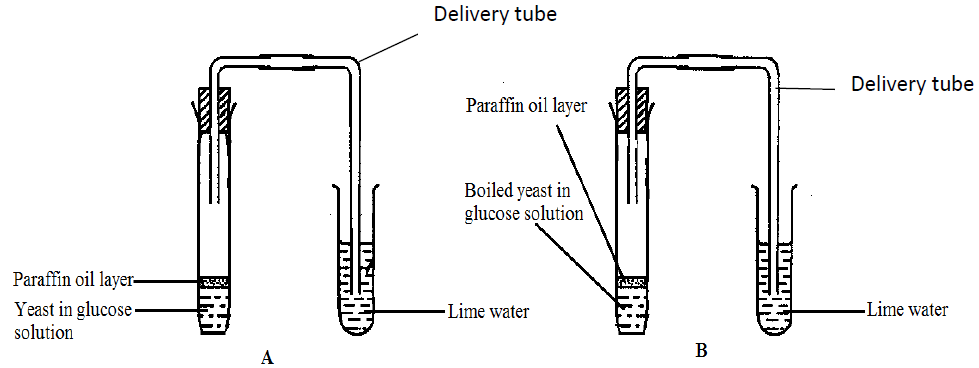 Delivery tube
Delivery tube
Paraffin oil layer
Boiled yeast in
glucose solution
Paraffin oil layer
Yeast in glucose
solution
Lime water
Lime water
A
B